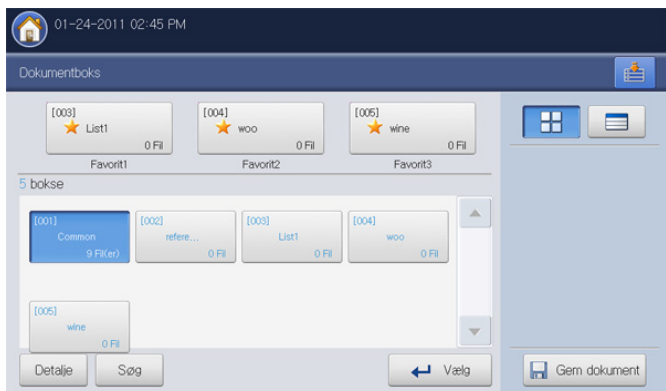 01-24-2011 02:45 PM
Dokumentboks
[003]
List1
0 Fil
[004]
woo
0 Fil
[005]
wine
0 Fil
Favorit1
Favorit2
Favorit3
5 bokse
[001]
Common
9 Fil(er)
[002]
refere...
0 Fil
[003]
List1
0 Fil
[004]
woo
0 Fil
[005]
wine
0 Fil
Detalje
Søg
Vælg
Gem dokument